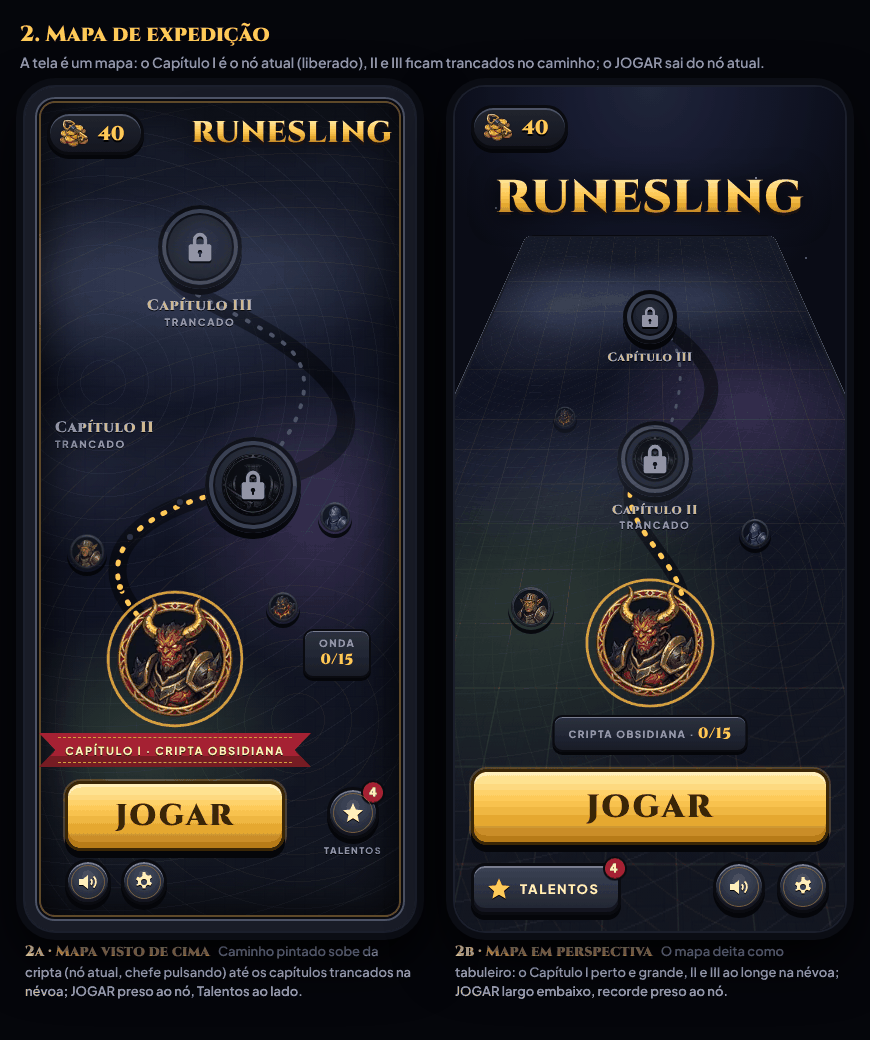 2. Mapa de expedição
A tela é um mapa: o Capítulo I é o nó atual (liberado), II e III ficam trancados no caminho; o JOGAR sai do nó atual.
40
RUNESLING
Capítulo III
TRANCADO
Capítulo II
TRANCADO
ONDA
0/15
CAPÍTULO I · CRIPTA OBSIDIANA
JOGAR
4
TALENTOS
2a · Mapa visto de cima Caminho pintado sobe da
cripta (nó atual, chefe pulsando) até os capítulos trancados na
névoa; JOGAR preso ao nó, Talentos ao lado.
40
RUNESLING
Capítulo III
Capítulo II
TRANCADO
CRIPTA OBSIDIANA · 0/15
JOGAR
TALENTOS
4
2b · Mapa em perspectiva O mapa deita como
tabuleiro: o Capítulo I perto e grande, II e III ao longe na névoa;
JOGAR largo embaixo, recorde preso ao nó.